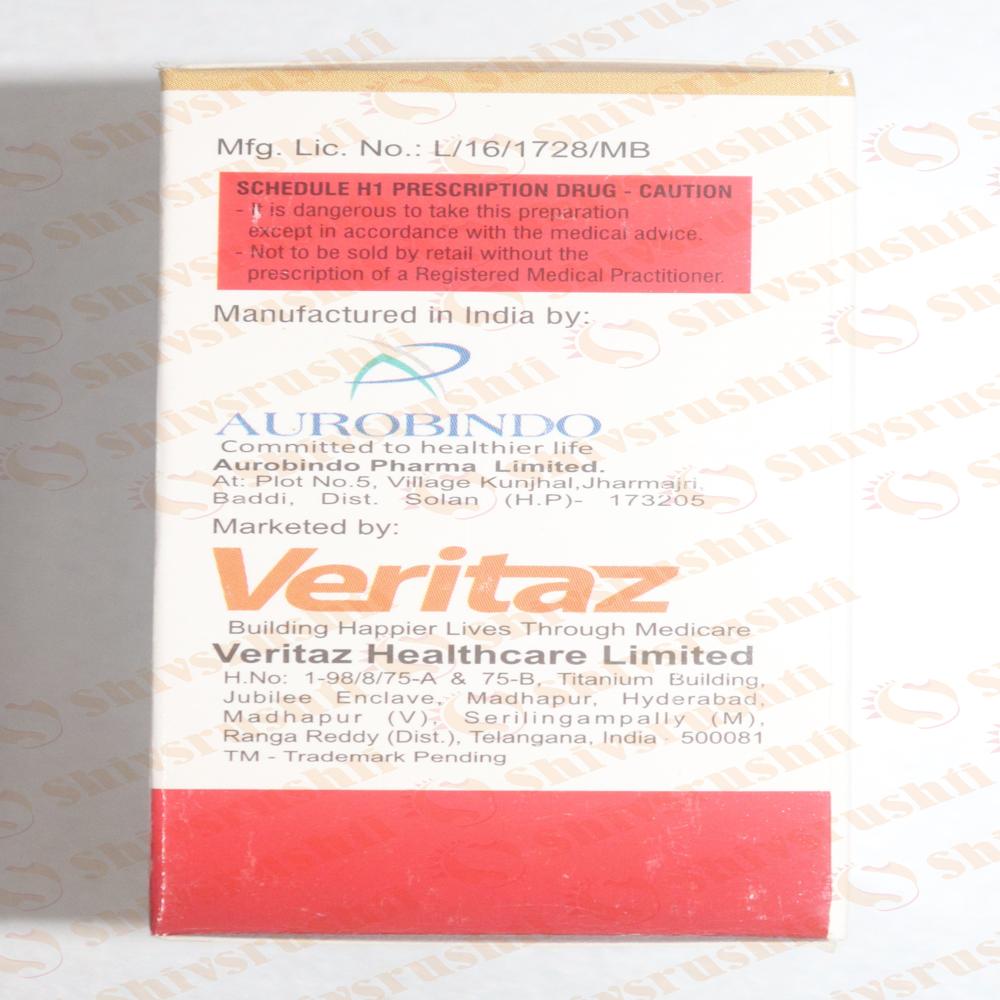 Mfg. Lic. No.: L/16/1728/MB
SCHEDULE H1 PRESCRIPTION DRUG - CAUTION
- It is dangerous to take this preparation
except in accordance with the medical advice.
- Not to be sold by retail without the
prescription of a Registered Medical Practitioner.
Manufactured in India by:
AUROBINDO
Committed to healthier life
Aurobindo Pharma Limited.
At: Plot No.5, Village Kunjhal,Jharmajri,
Baddi, Dist. Solan (H.P)- 173205
Marketed by:
Veritaz
Building Happier Lives Through Medicare
Veritaz Healthcare Limited
H.No: 1-98/8/75-A & 75-B, Titanium Building,
Jubilee Enclave, Madhapur, Hyderabad,
Madhapur (V), Serilingampally (M),
Ranga Reddy (Dist.), Telangana, India - 500081
TM - Trademark Pending
Shivsrushti